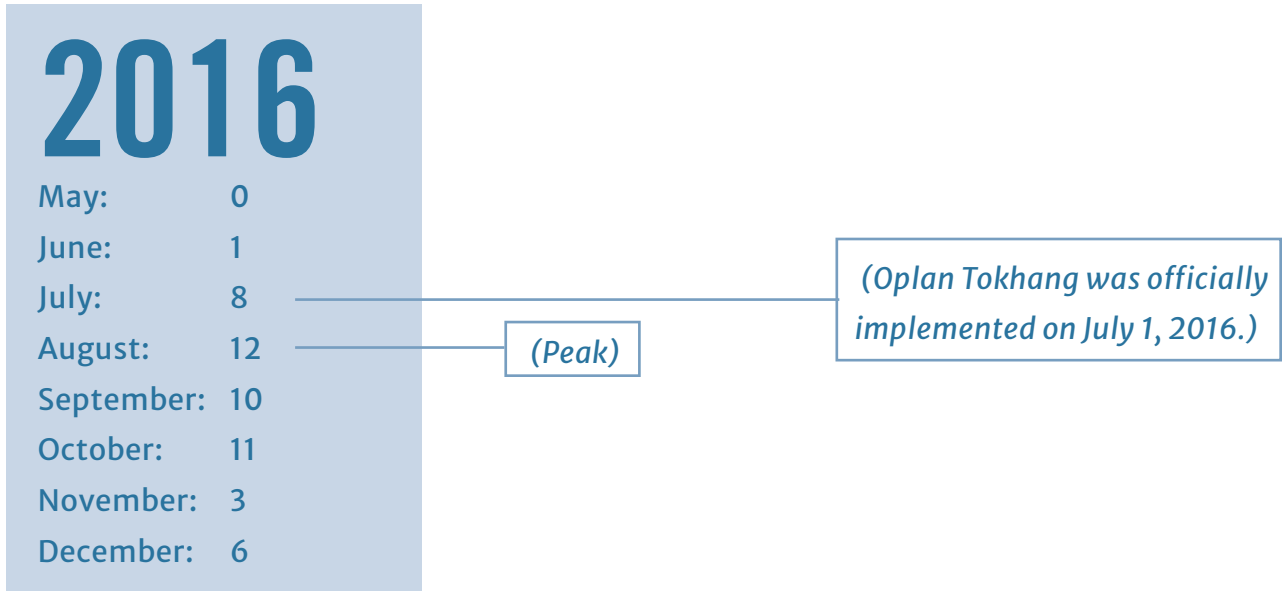 2016
May: 0
June: 1
July: 8
August: 12
September: 10
October: 11
November: 3
December: 6
(Oplan Tokhang was officially
implemented on July 1, 2016.)
(Peak)